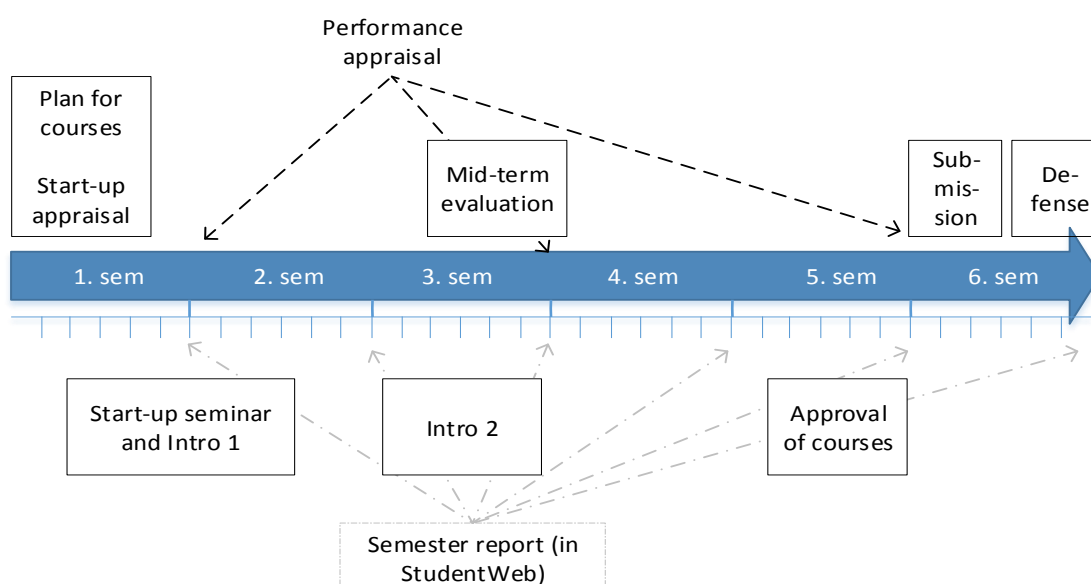 Performance
appraisal
Plan for
courses
Start-up
appraisal
Mid-term
evaluation
Sub-
mis-
sion
De-
fense
1. sem
2. sem
3. sem
4. sem
5. sem
6. sem
Start-up seminar
and Intro 1
Intro 2
Approval
of courses
Semester report (in
StudentWeb)